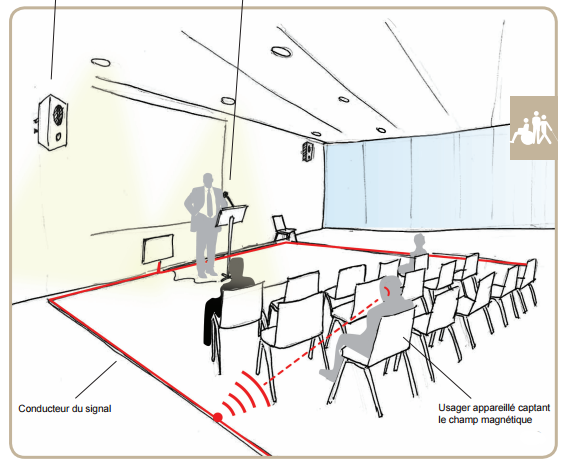 Conducteur du signal
Usager appareillé captant
le champ magnétique